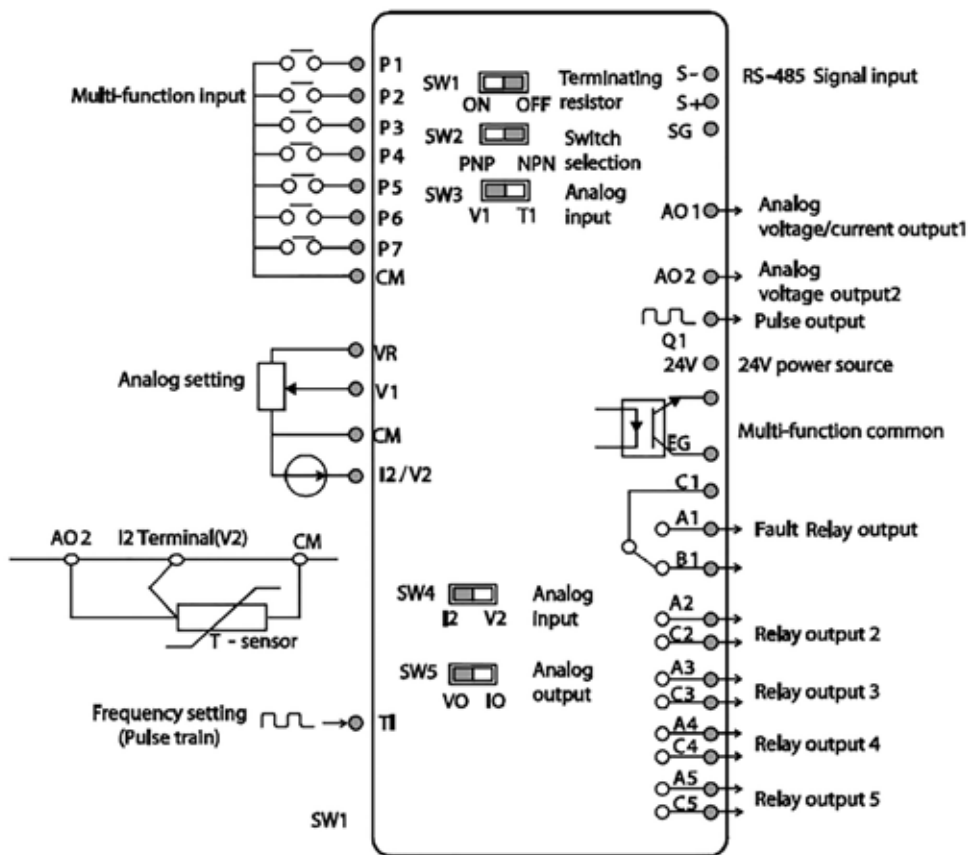 Multi-function input
P1
P2
P3
P4
P5
P6
P7
CM
SW1
ON OFF
Terminating
resistor
SW2
PNP NPN
Switch
selection
SW3
V1 T1
Analog
input
S-
S+
SG
RS-485 Signal input
AO1
Analog
voltage/current output1
AO2
Analog
voltage output2
Q1
Pulse output
24V
24V power source
EG
Multi-function common
C1
A1
B1
Fault Relay output
A2
C2
Relay output 2
A3
C3
Relay output 3
A4
C4
Relay output 4
A5
C5
Relay output 5
Analog setting
VR
V1
CM
I2/V2
AO2 I2 Terminal(V2) CM
T - sensor
SW4
I2 V2
Analog
input
SW5
VO IO
Analog
output
Frequency setting
(Pulse train)
TI
SW1